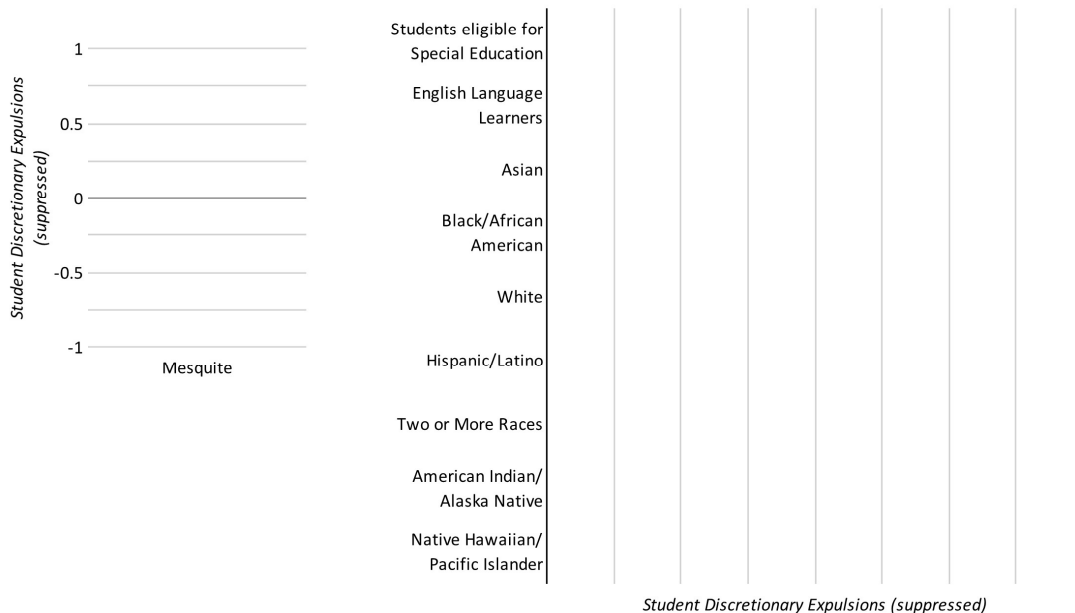 Student Discretionary Expulsions
(suppressed)
1
0.5
0
-0.5
-1
Mesquite
Students eligible for
Special Education
English Language
Learners
Asian
Black/African
American
White
Hispanic/Latino
Two or More Races
American Indian/
Alaska Native
Native Hawaiian/
Pacific Islander
Student Discretionary Expulsions (suppressed)